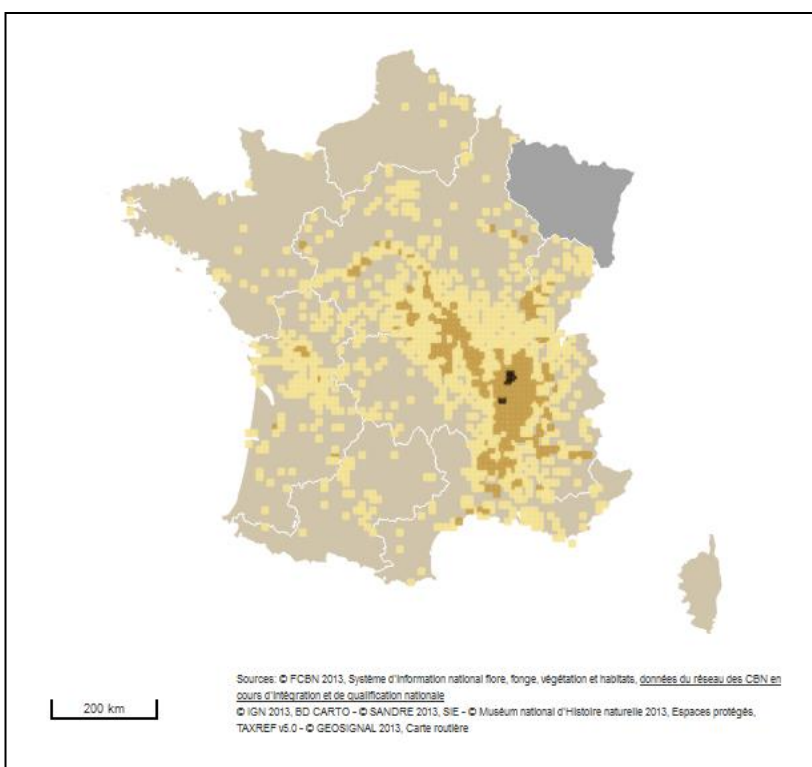 Sources: © FCBN 2013, Système d'information national flore, fonge, végétation et habitats, données du réseau des CBN en
cours d'intégration et de qualification nationale
200 km
© IGN 2013, BD CARTO - © SANDRE 2013, SIE - © Muséum national d'Histoire naturelle 2013, Espaces protégés,
TAXREF v5.0 - © GEOSIGNAL 2013, Carte routière